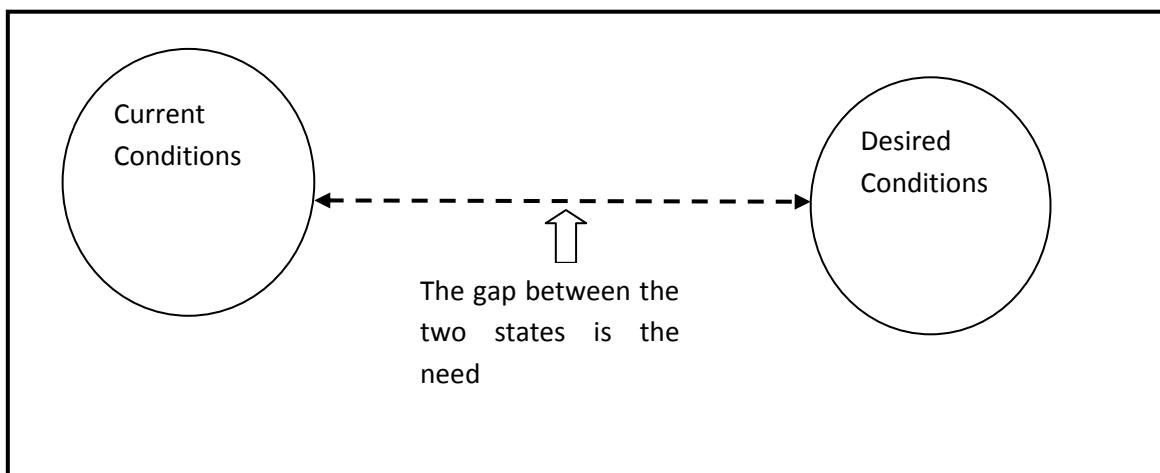 Current
Conditions
Desired
Conditions
The gap between the
two states is the
need